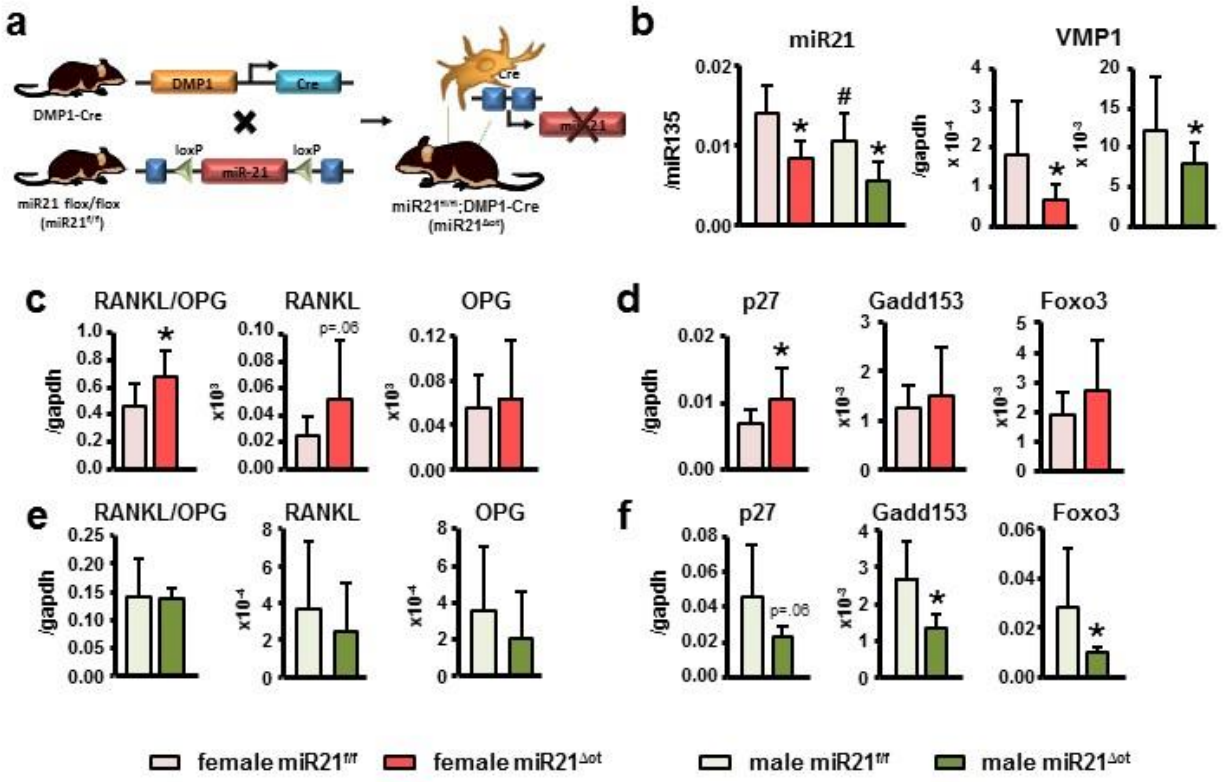 a
DMP1
Cre
DMP1-Cre
loxP
miR-21
loxP
miR21 flox/flox
(miR21f/f)
Cre
miR-21
miR21fl/fl;DMP1-Cre
(miR21Δot)
b
miR21
VMP1
/miR135
0.02
0.01
0.00
*
#
*
/gapdh
x 10-4
4
3
2
1
0
*
x 10-3
20
15
10
5
0
*
c
RANKL/OPG
RANKL
OPG
/gapdh
1.0
0.8
0.6
0.4
0.2
0.0
*
x10³
0.10
0.08
0.06
0.04
0.02
0.00
p=.06
x10³
0.12
0.08
0.04
0.00
d
p27
Gadd153
Foxo3
/gapdh
0.02
0.01
0.00
*
x10-3
3
2
1
0
x10-3
5
4
3
2
1
0
e
RANKL/OPG
RANKL
OPG
/gapdh
0.25
0.20
0.15
0.10
0.05
0.00
x10-4
8
6
4
2
0
x10-4
8
6
4
2
0
f
p27
Gadd153
Foxo3
/gapdh
0.08
0.06
0.04
0.02
0.00
p=.06
x10-3
4
3
2
1
0
*
0.06
0.04
0.02
0.00
*
female miR21f/f
female miR21Δot
male miR21f/f
male miR21Δot